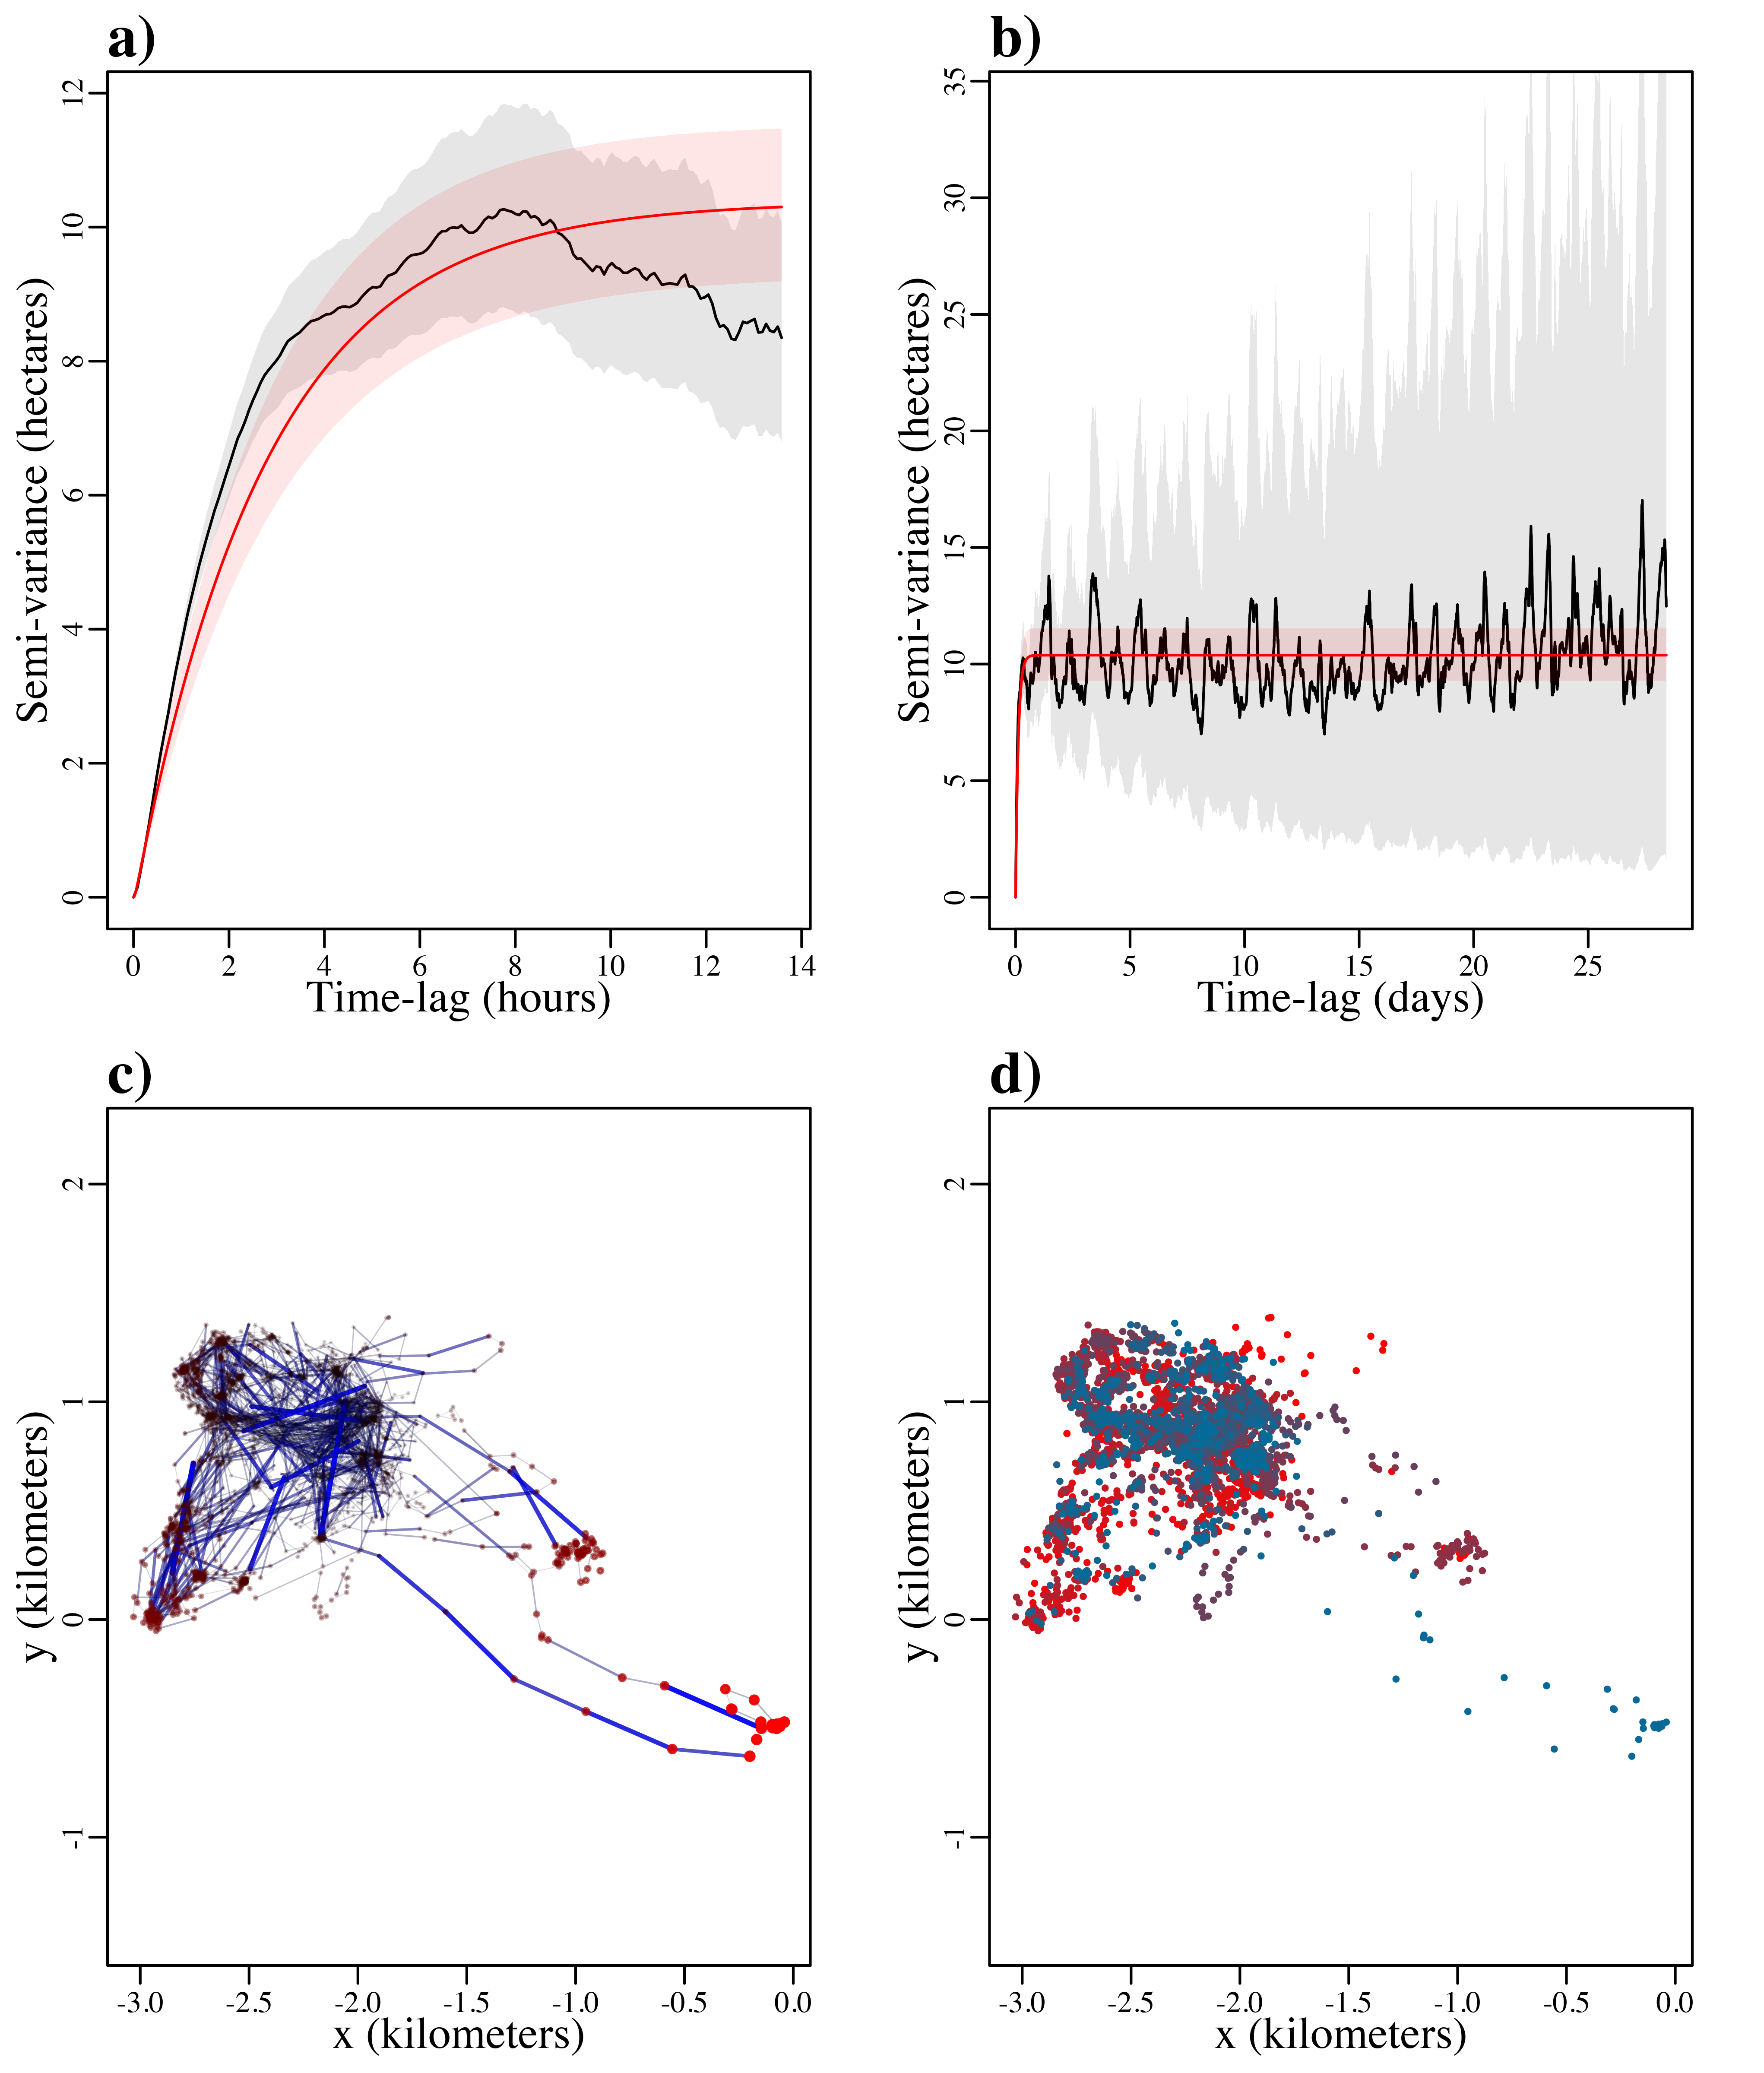 a)
12
10
8
6
4
2
0
Semi-variance (hectares)
0 2 4 6 8 10 12 14
Time-lag (hours)
b)
35
30
25
20
15
10
5
0
Semi-variance (hectares)
0 5 10 15 20 25
Time-lag (days)
c)
2
1
0
-1
y (kilometers)
-3.0 -2.5 -2.0 -1.5 -1.0 -0.5 0.0
x (kilometers)
d)
2
1
0
-1
y (kilometers)
-3.0 -2.5 -2.0 -1.5 -1.0 -0.5 0.0
x (kilometers)